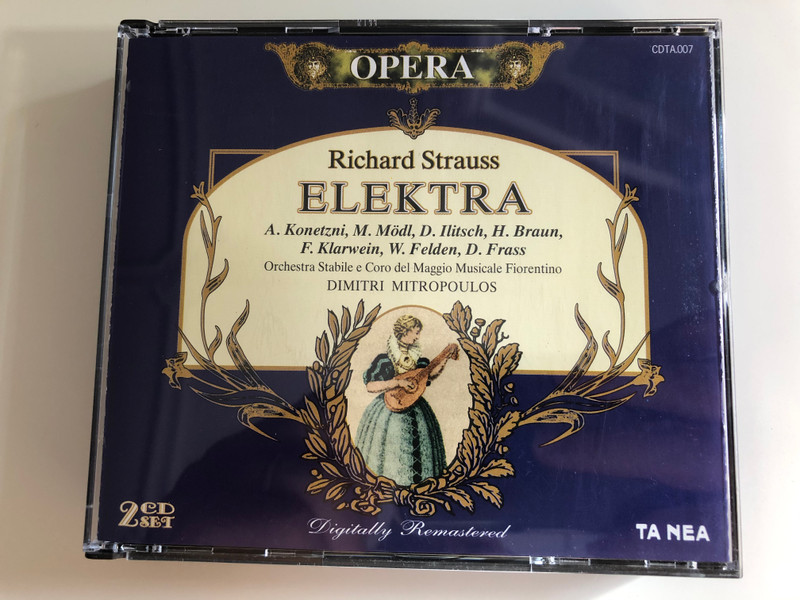 CDTA.007
OPERA
Richard Strauss
ELEKTRA
A. Konetzni, M. Mödl, D. Ilitsch, H. Braun,
F. Klarwein, W. Felden, D. Frass
Orchestra Stabile e Coro del Maggio Musicale Fiorentino
DIMITRI MITROPOULOS
2 CD
SET
Digitally Remastered
TA NEA